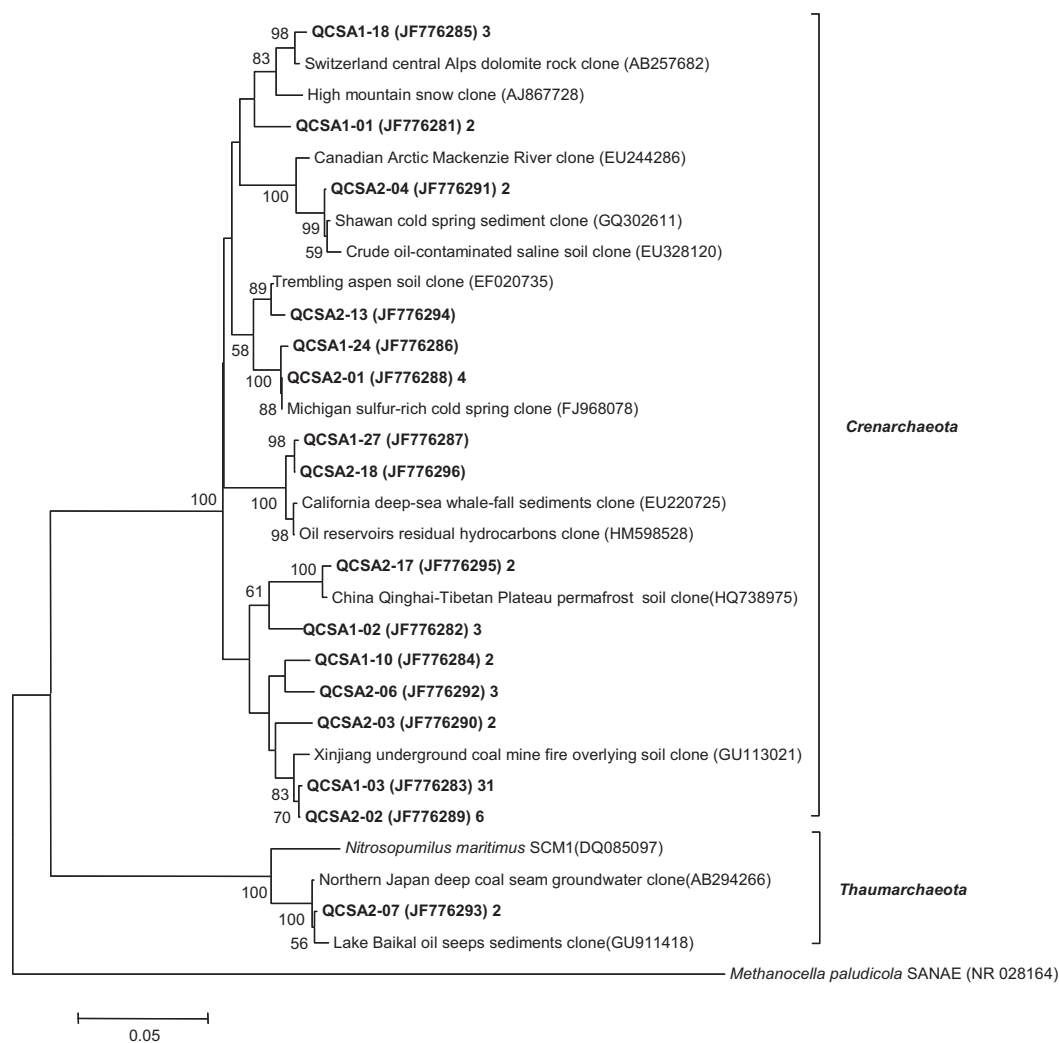 98 QCSA1-18 (JF776285) 3
83
Switzerland central Alps dolomite rock clone (AB257682)
High mountain snow clone (AJ867728)
QCSA1-01 (JF776281) 2
Canadian Arctic Mackenzie River clone (EU244286)
100 QCSA2-04 (JF776291) 2
99 Shawan cold spring sediment clone (GQ302611)
59 Crude oil-contaminated saline soil clone (EU328120)
89 Trembling aspen soil clone (EF020735)
QCSA2-13 (JF776294)
58 QCSA1-24 (JF776286)
100 QCSA2-01 (JF776288) 4
88 Michigan sulfur-rich cold spring clone (FJ968078)
Crenarchaeota
98 QCSA1-27 (JF776287)
QCSA2-18 (JF776296)
100 100 California deep-sea whale-fall sediments clone (EU220725)
98 Oil reservoirs residual hydrocarbons clone (HM598528)
100 QCSA2-17 (JF776295) 2
61 China Qinghai-Tibetan Plateau permafrost soil clone(HQ738975)
QCSA1-02 (JF776282) 3
QCSA1-10 (JF776284) 2
QCSA2-06 (JF776292) 3
QCSA2-03 (JF776290) 2
Xinjiang underground coal mine fire overlying soil clone (GU113021)
83 QCSA1-03 (JF776283) 31
70 QCSA2-02 (JF776289) 6
Nitrosopumilus maritimus SCM1(DQ085097)
100 Northern Japan deep coal seam groundwater clone(AB294266)
Thaumarchaeota
100 QCSA2-07 (JF776293) 2
56 Lake Baikal oil seeps sediments clone(GU911418)
Methanocella paludicola SANAE (NR 028164)
0.05